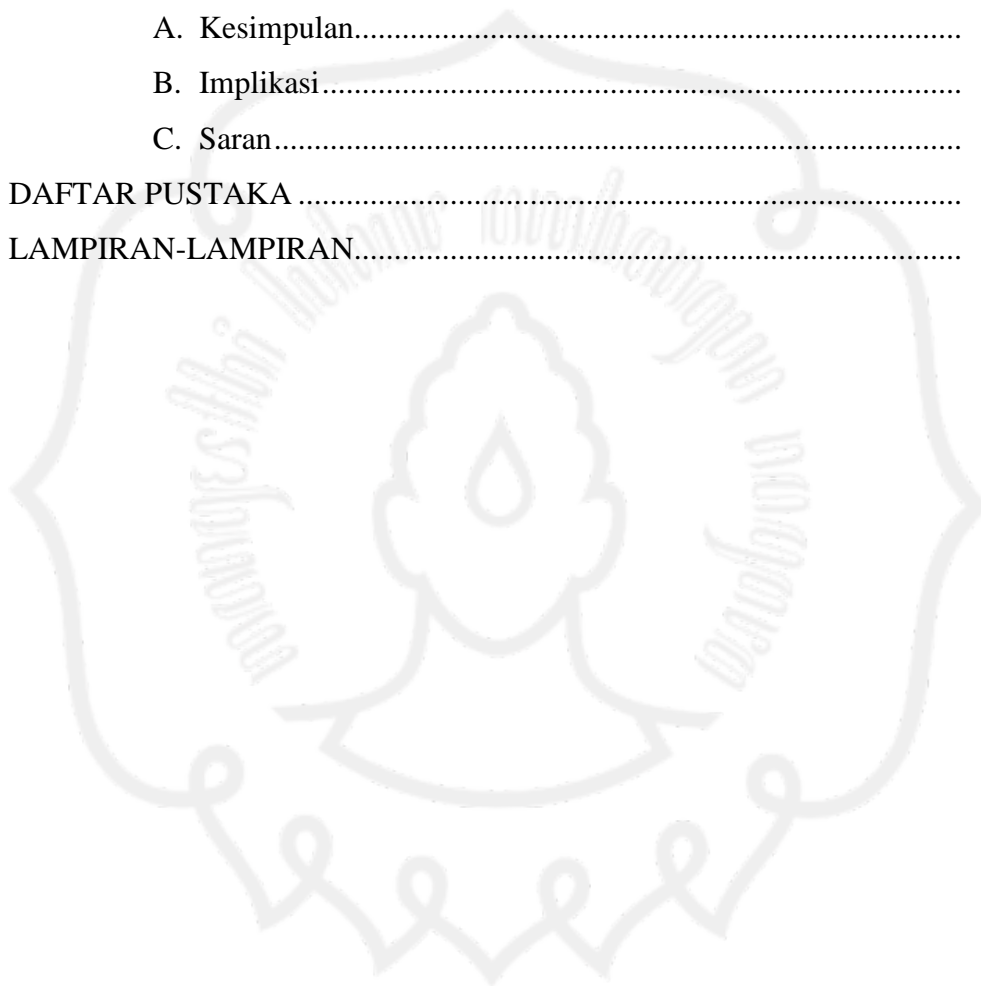 A. Kesimpulan............................................................................
B. Implikasi................................................................................
C. Saran......................................................................................
DAFTAR PUSTAKA ...................................................................................
LAMPIRAN-LAMPIRAN............................................................................